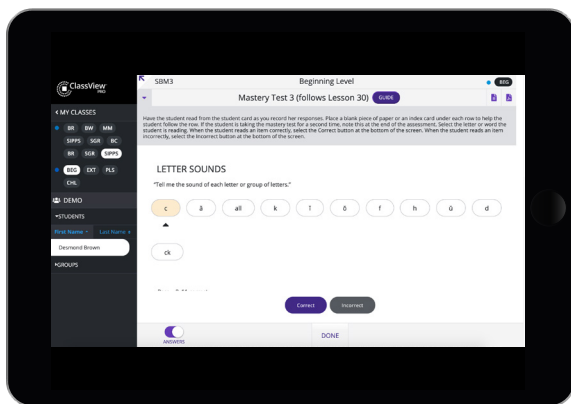 ClassView
PRO
SBM3
Beginning Level
BEG
Mastery Test 3 (follows Lesson 30) GUIDE
Have the student read from the student card as you record her responses. Place a blank piece of paper or an index card under each row to help the
student follow the row. If the student is taking the mastery test for a second time, note this at the end of the assessment. Select the letter or word the
student is reading. When the student reads an item correctly, select the Correct button at the bottom of the screen. When the student reads an item
incorrectly, select the Incorrect button at the bottom of the screen.
MY CLASSES
BR BW MM
SIPPS SGR BC
BR SGR SIPPS
BEG EXT PLS
CHL
DEMO
STUDENTS
First Name Last Name
Desmond Brown
GROUPS
LETTER SOUNDS
"Tell me the sound of each letter or group of letters."
c ă all k ĭ ŏ f h ŭ d
ck
Correct Incorrect
ANSWERS
DONE